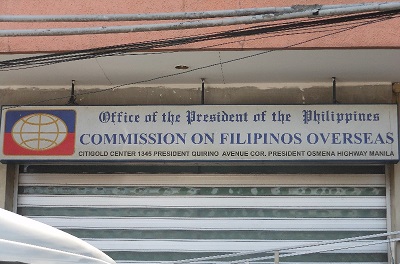 Office of the President of the Philippines
COMMISSION ON FILIPINOS OVERSEAS
CITIGOLD CENTER 1345 PRESIDENT QUIRINO AVENUE COR. PRESIDENT OSMENA HIGHWAY MANILA